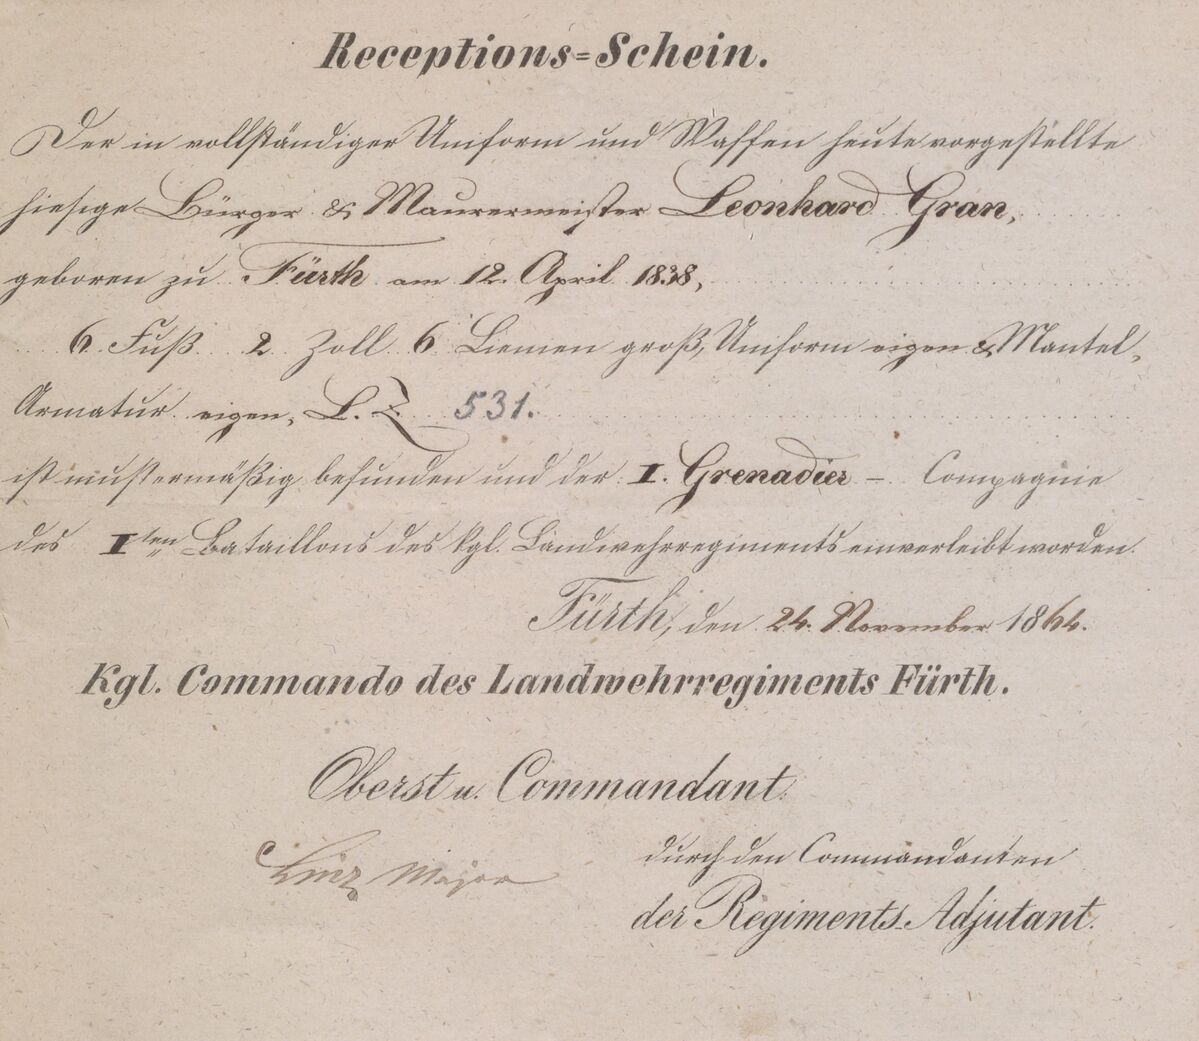 Receptions=Schein.
Der in vollständiger Uniform und Waffen heute vorgestellte
hiesige Bürger & Maurermeister Leonhard Gran,
geboren zu Fürth am 12. April 1838,
6 Fuß 2 Zoll 6 Linien groß, Uniform eigen & Mantel,
Armatur eigen, L. Z. 531.
ist mustermäßig befunden und der I. Grenadier - Compagnie
des I ten Bataillons des kgl. Landwehrregiments einverleibt worden.
Fürth, den 24. November 1864.
Kgl. Commando des Landwehrregiments Fürth.
Oberst u. Commandant.
durch den Commandanten
Major
der Regiments-Adjutant.